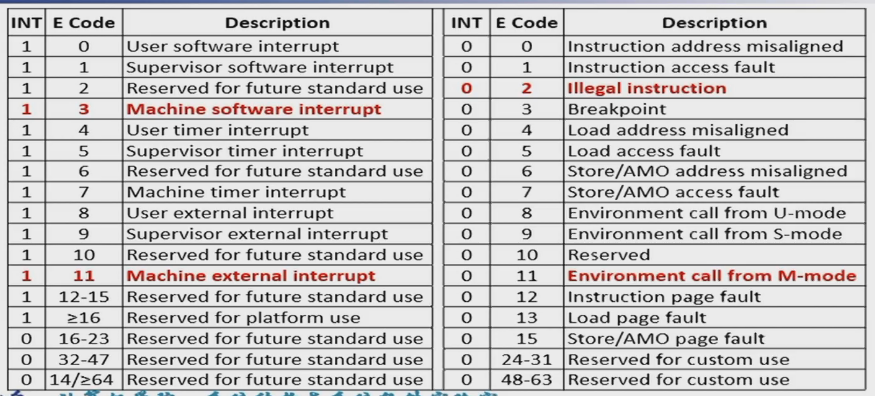 INT E Code Description INT E Code Description
1 0 User software interrupt 0 0 Instruction address misaligned
1 1 Supervisor software interrupt 0 1 Instruction access fault
1 2 Reserved for future standard use 0 2 Illegal instruction
1 3 Machine software interrupt 0 3 Breakpoint
1 4 User timer interrupt 0 4 Load address misaligned
1 5 Supervisor timer interrupt 0 5 Load access fault
1 6 Reserved for future standard use 0 6 Store/AMO address misaligned
1 7 Machine timer interrupt 0 7 Store/AMO access fault
1 8 User external interrupt 0 8 Environment call from U-mode
1 9 Supervisor external interrupt 0 9 Environment call from S-mode
1 10 Reserved for future standard use 0 10 Reserved
1 11 Machine external interrupt 0 11 Environment call from M-mode
1 12-15 Reserved for future standard use 0 12 Instruction page fault
1 ≥16 Reserved for platform use 0 13 Load page fault
0 16-23 Reserved for future standard use 0 15 Store/AMO page fault
0 32-47 Reserved for future standard use 0 24-31 Reserved for custom use
0 14/≥64 Reserved for future standard use 0 48-63 Reserved for custom use